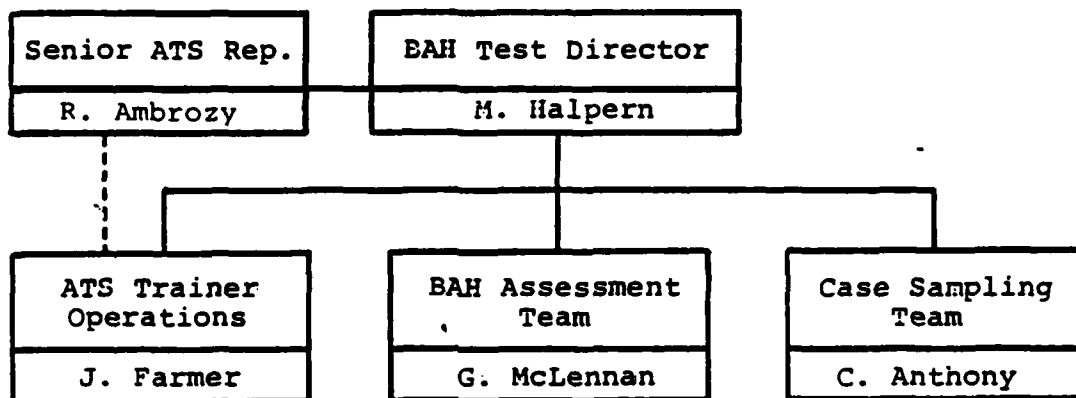 Senior ATS Rep.
R. Ambrozy
BAH Test Director
M. Halpern
ATS Trainer
Operations
J. Farmer
BAH Assessment
Team
G. McLennan
Case Sampling
Team
C. Anthony